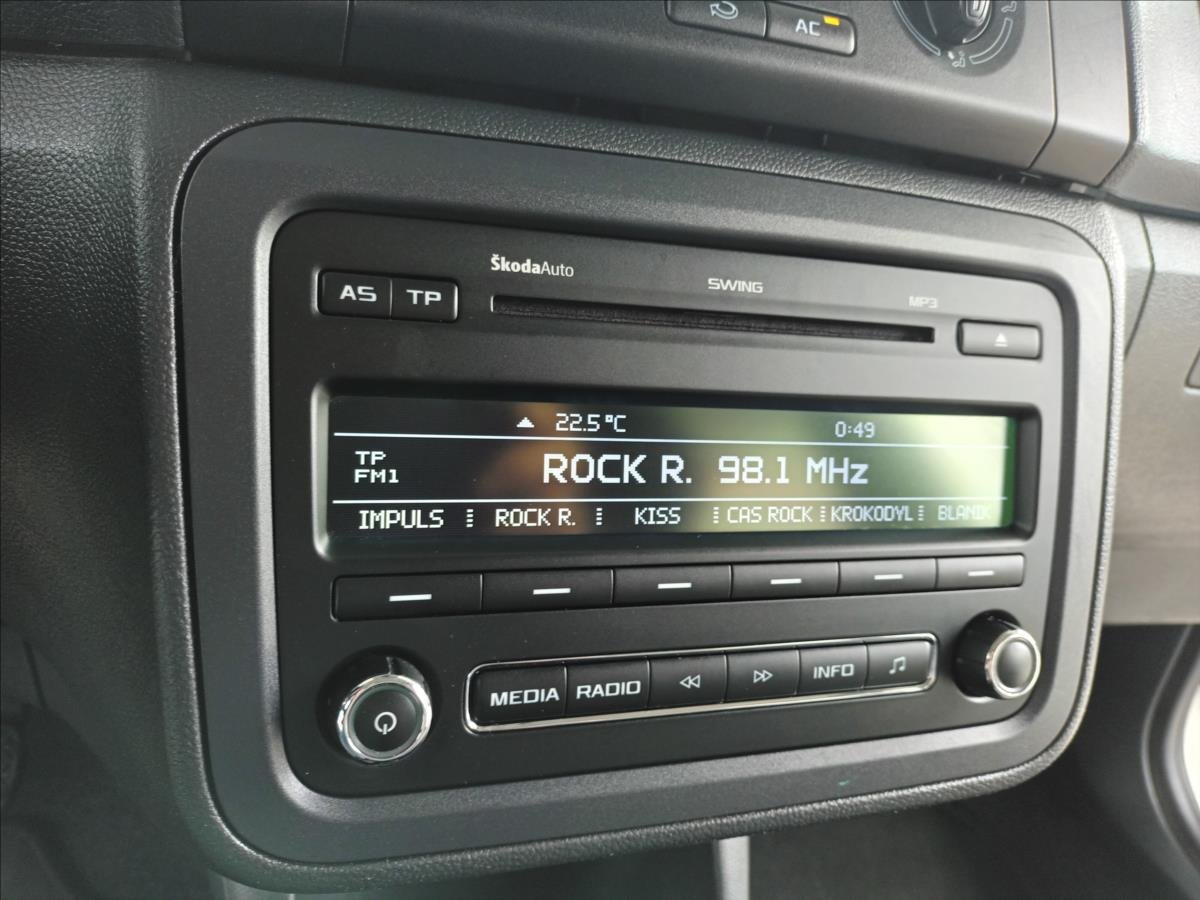 AC
ŠkodaAuto
SWING
MP3
AS TP
22.5°C 0:49
TP
FM1
ROCK R. 98.1 MHz
IMPULS ROCK R. KISS CAS ROCK KROKODYL BLANIK
MEDIA RADIO INFO